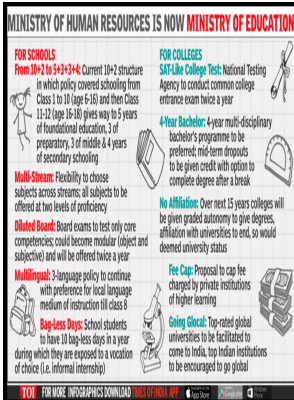 MINISTRY OF HUMAN RESOURCES IS NOW MINISTRY OF EDUCATION
FOR SCHOOLS
From 10+2 to 5+3+3+4: Current 10+2 structure
in which policy covered schooling from
Class 1 to 10 (age 6-16) and then Class
11-12 (age 16-18) gives way to 5 years
of foundational education, 3 of
preparatory, 3 of middle & 4 years
of secondary schooling
Multi-Stream: Flexibility to choose
subjects across streams; all subjects to be
offered at two levels of proficiency
Diluted Board: Board exams to test only core
competencies; could become modular (object and
subjective) and will be offered twice a year
Multilingual: 3-language policy to continue
with preference for local language
medium of instruction till class 8
Bag-Less Days: School students
to have 10 bag-less days in a year
during which they are exposed to a vocation
of choice (i.e. informal internship)
FOR COLLEGES
SAT-Like College Test: National Testing
Agency to conduct common college
entrance exam twice a year
4-Year Bachelor: 4-year multi-disciplinary
bachelor's programme to be
preferred; mid-term dropouts
to be given credit with option to
complete degree after a break
No Affiliation: Over next 15 years colleges will
be given graded autonomy to give degrees,
affiliation with universities to end, so would
deemed university status
Fee Cap: Proposal to cap fee
charged by private institutions
of higher learning
Going Glocal: Top-rated global
universities to be facilitated to
come to India, top Indian institutions
to be encouraged to go global
TOI FOR MORE INFOGRAPHICS DOWNLOAD TIMES OF INDIA APP
App Store
Google play
Windows Phone